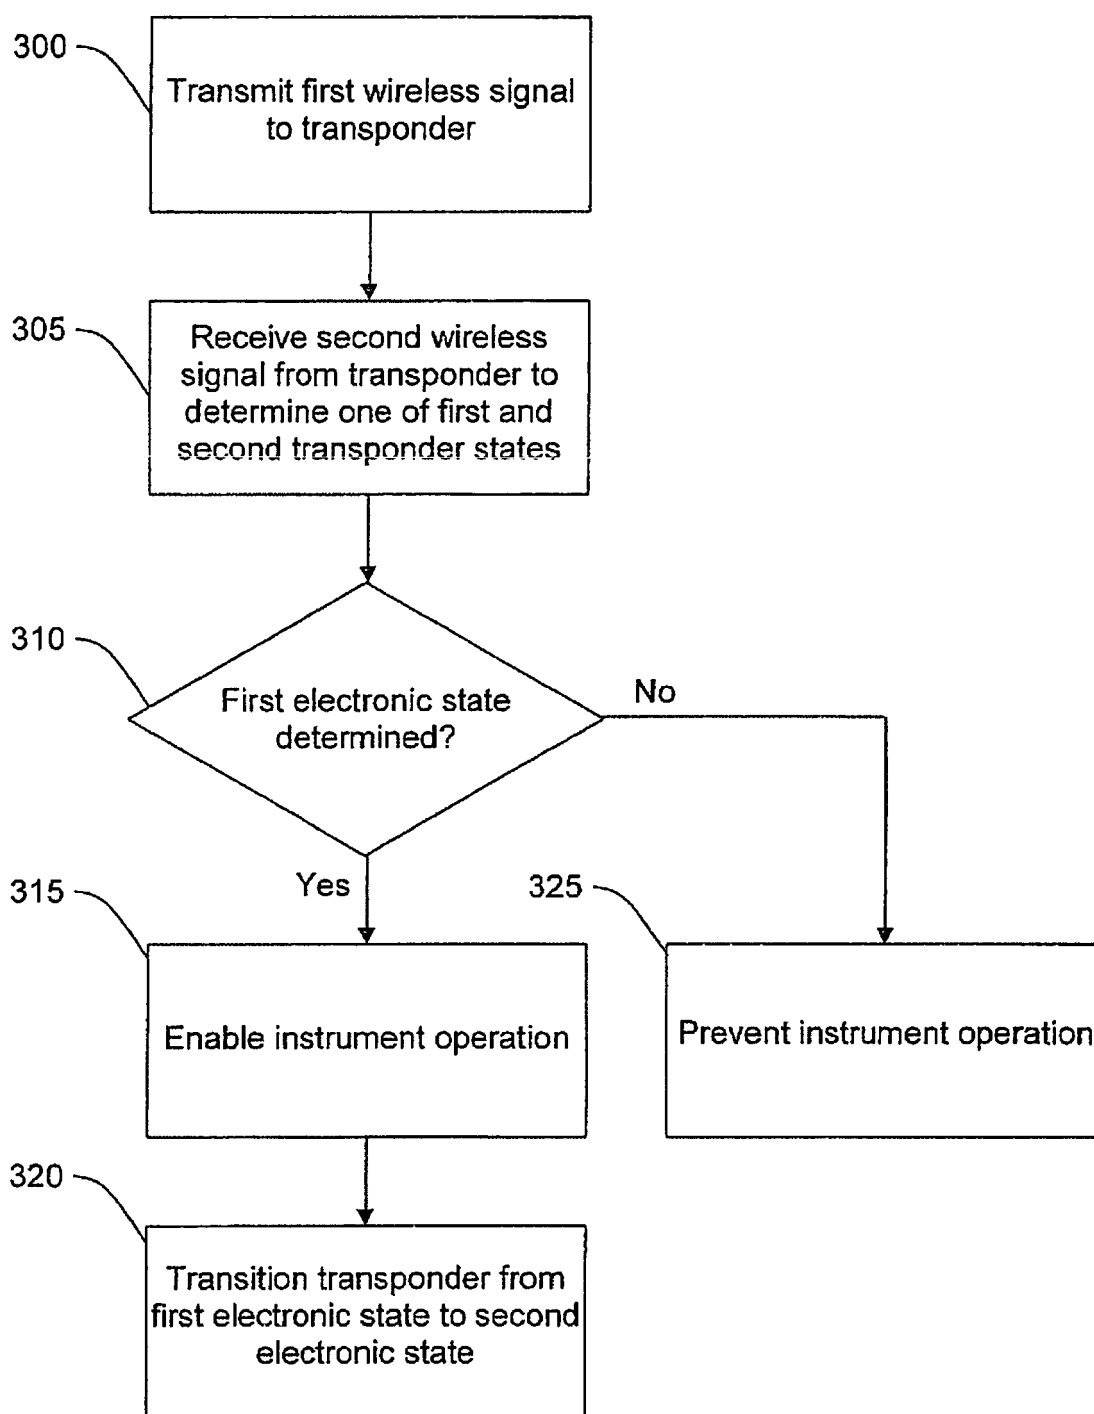 300
Transmit first wireless signal
to transponder
305
Receive second wireless
signal from transponder to
determine one of first and
second transponder states
310
First electronic state
determined?
No
Yes
315
Enable instrument operation
325
Prevent instrument operation
320
Transition transponder from
first electronic state to second
electronic state